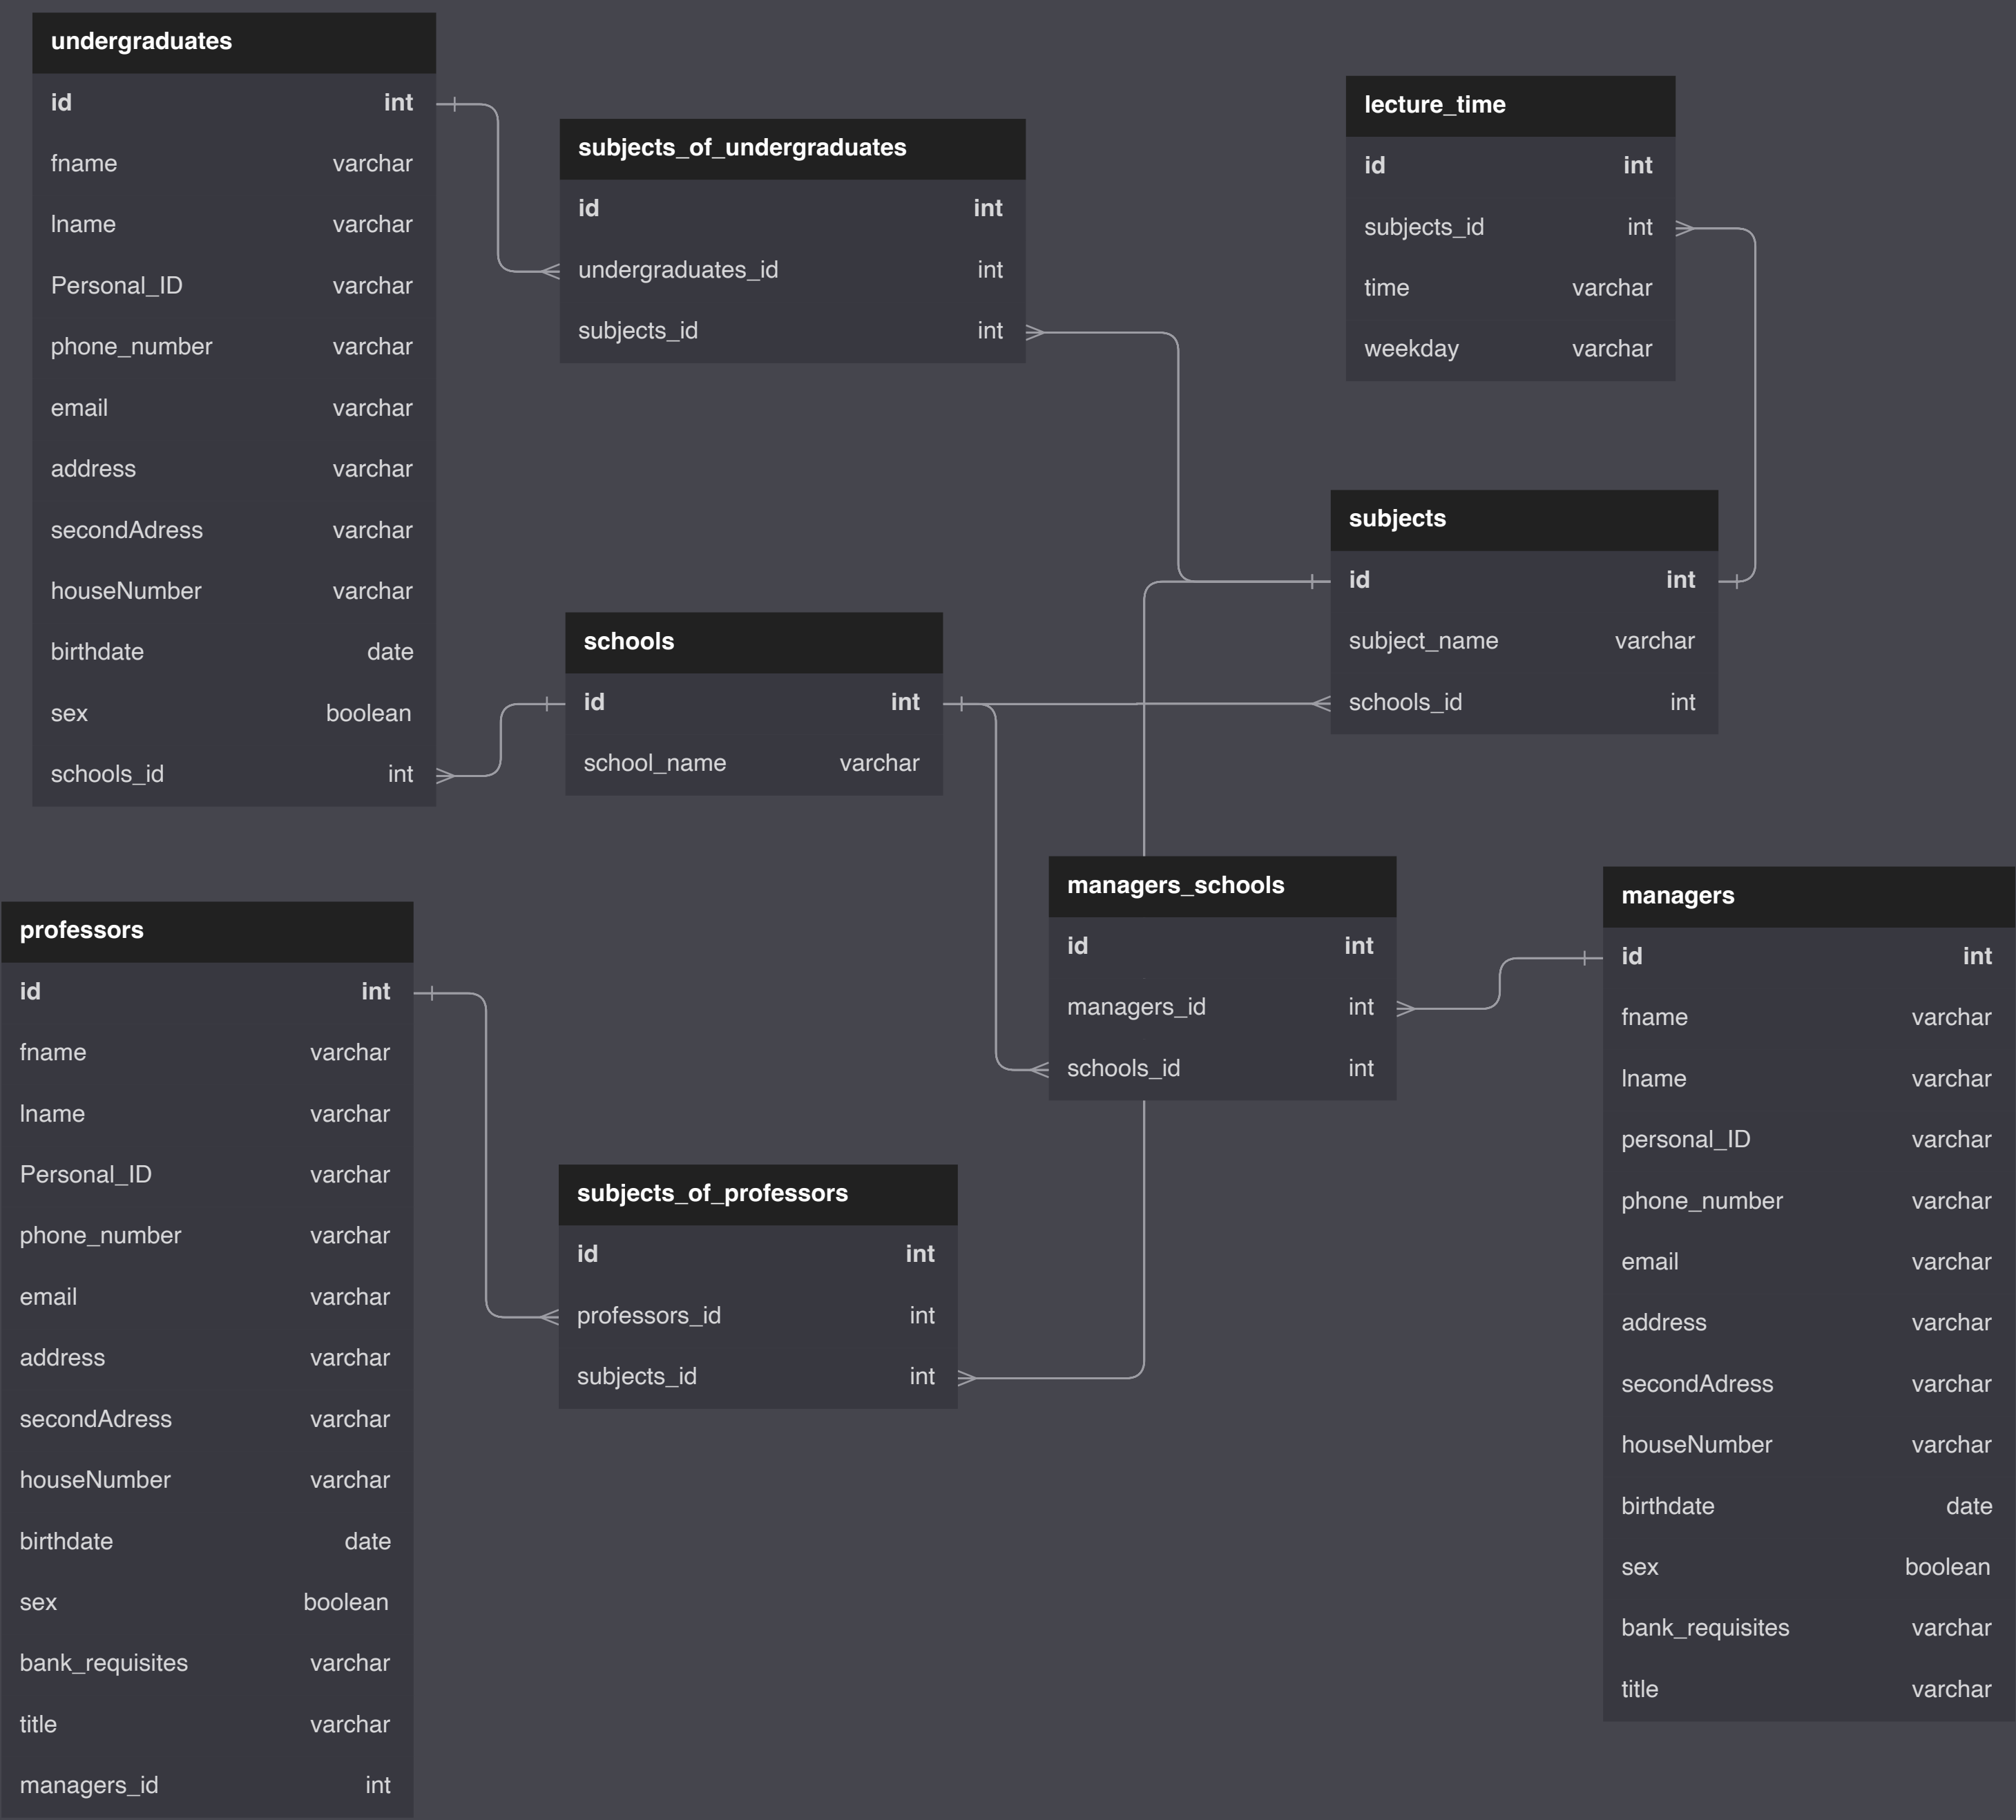 undergraduates
id int
fname varchar
lname varchar
Personal_ID varchar
phone_number varchar
email varchar
address varchar
secondAdress varchar
houseNumber varchar
birthdate date
sex boolean
schools_id int
subjects_of_undergraduates
id int
undergraduates_id int
subjects_id int
lecture_time
id int
subjects_id int
time varchar
weekday varchar
subjects
id int
subject_name varchar
schools_id int
schools
id int
school_name varchar
managers_schools
id int
managers_id int
schools_id int
managers
id int
fname varchar
lname varchar
personal_ID varchar
phone_number varchar
email varchar
address varchar
secondAdress varchar
houseNumber varchar
birthdate date
sex boolean
bank_requisites varchar
title varchar
professors
id int
fname varchar
lname varchar
Personal_ID varchar
phone_number varchar
email varchar
address varchar
secondAdress varchar
houseNumber varchar
birthdate date
sex boolean
bank_requisites varchar
title varchar
managers_id int
subjects_of_professors
id int
professors_id int
subjects_id int